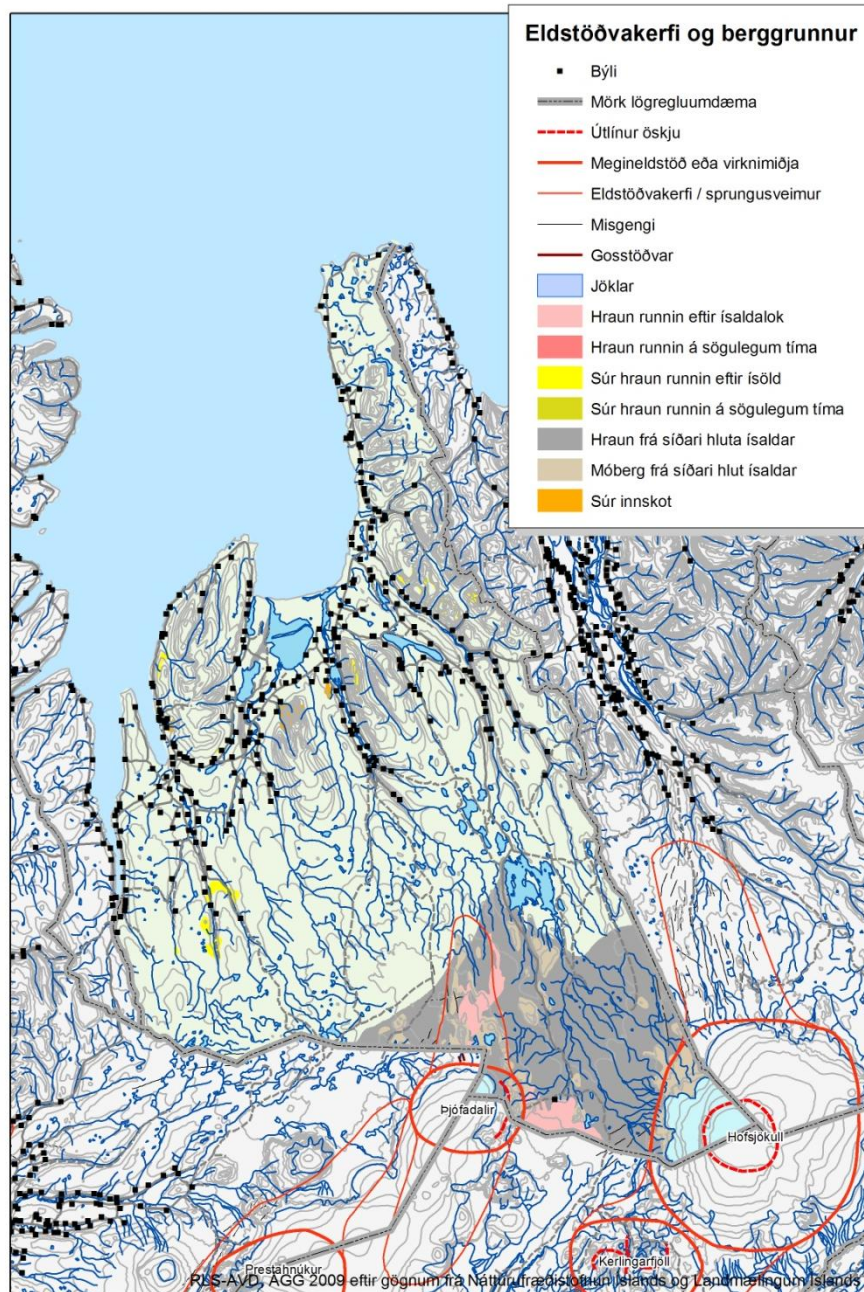 Eldstöðvakerfi og berggrunnur
Býli
Mörk lögregluumdæma
Útlínur öskju
Megineldstöð eða virknimiðja
Eldstöðvakerfi / sprungusveimur
Misgengi
Gosstöðvar
Jöklar
Hraun runnin eftir ísaldalok
Hraun runnin á sögulegum tíma
Súr hraun runnin eftir ísöld
Súr hraun runnin á sögulegum tíma
Hraun frá síðari hluta ísaldar
Móberg frá síðari hlut ísaldar
Súr innskot
Þjófadalir
Hofsjökull
Kerlingarfjöll
Prestahnúkur
RLS-AVD, ÁGG 2009 eftir gögnum frá Náttúrufræðistofnun Íslands og Landmælingum Íslands